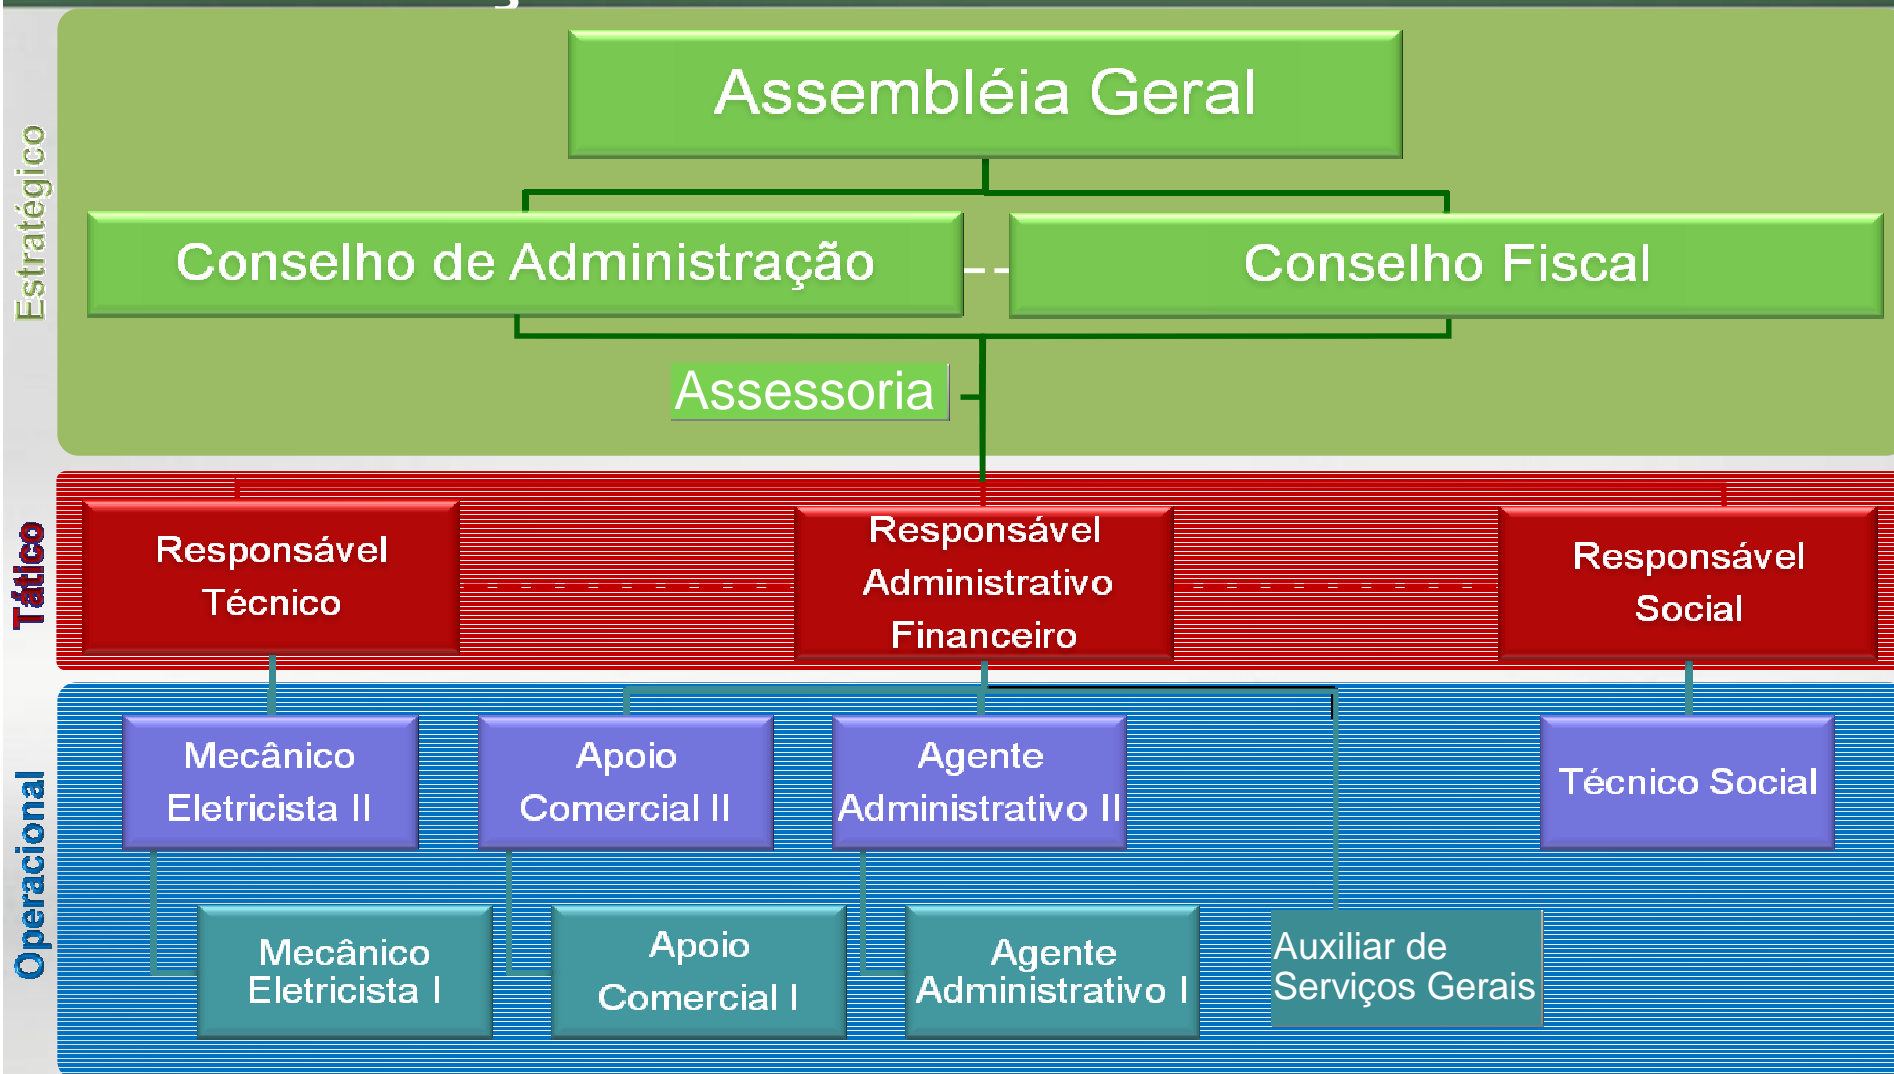 Estratégico
Assembléia Geral
Conselho de Administração
Conselho Fiscal
Assessoria
Tático
Responsável
Técnico
Responsável
Administrativo
Financeiro
Responsável
Social
Operacional
Mecânico
Eletricista II
Apoio
Comercial II
Agente
Administrativo II
Técnico Social
Mecânico
Eletricista I
Apoio
Comercial I
Agente
Administrativo I
Auxiliar de
Serviços Gerais